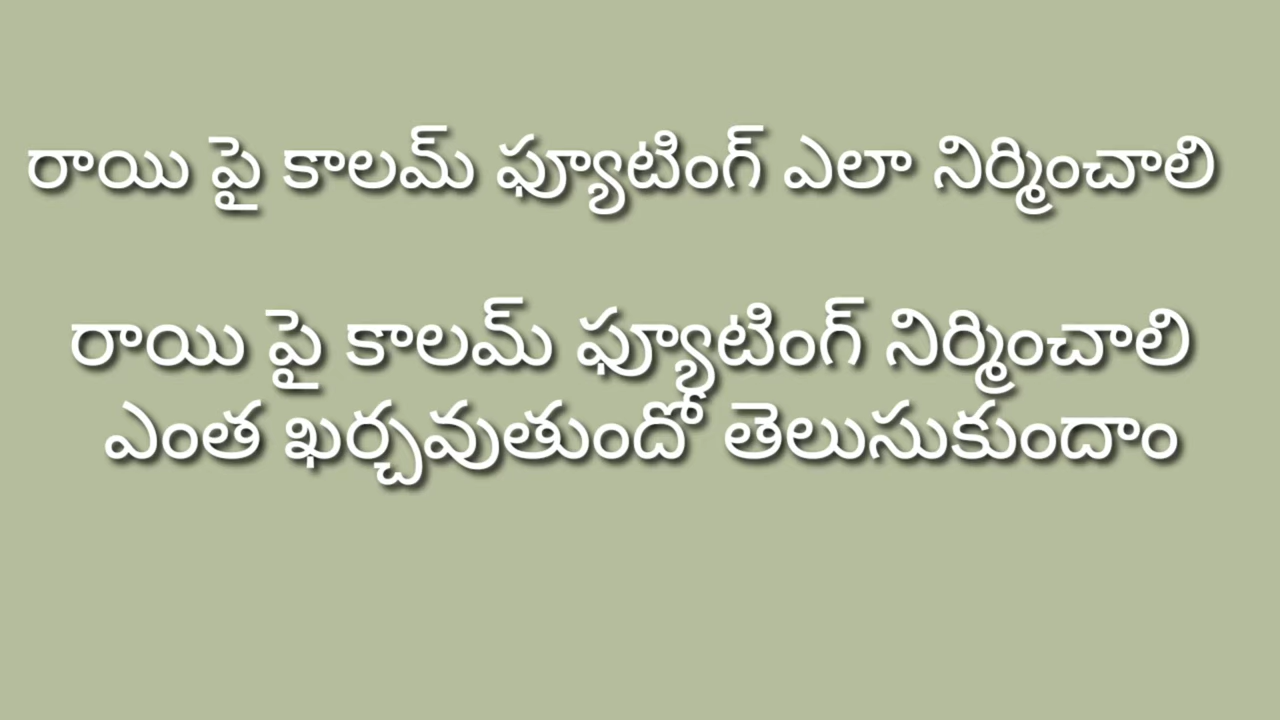 రాయి పై కాలమ్ ఫ్యూటింగ్ ఎలా నిర్మించాలి
రాయి పై కాలమ్ ఫ్యూటింగ్ నిర్మించాలి
ఎంత ఖర్చవుతుందో తెలుసుకుందాం